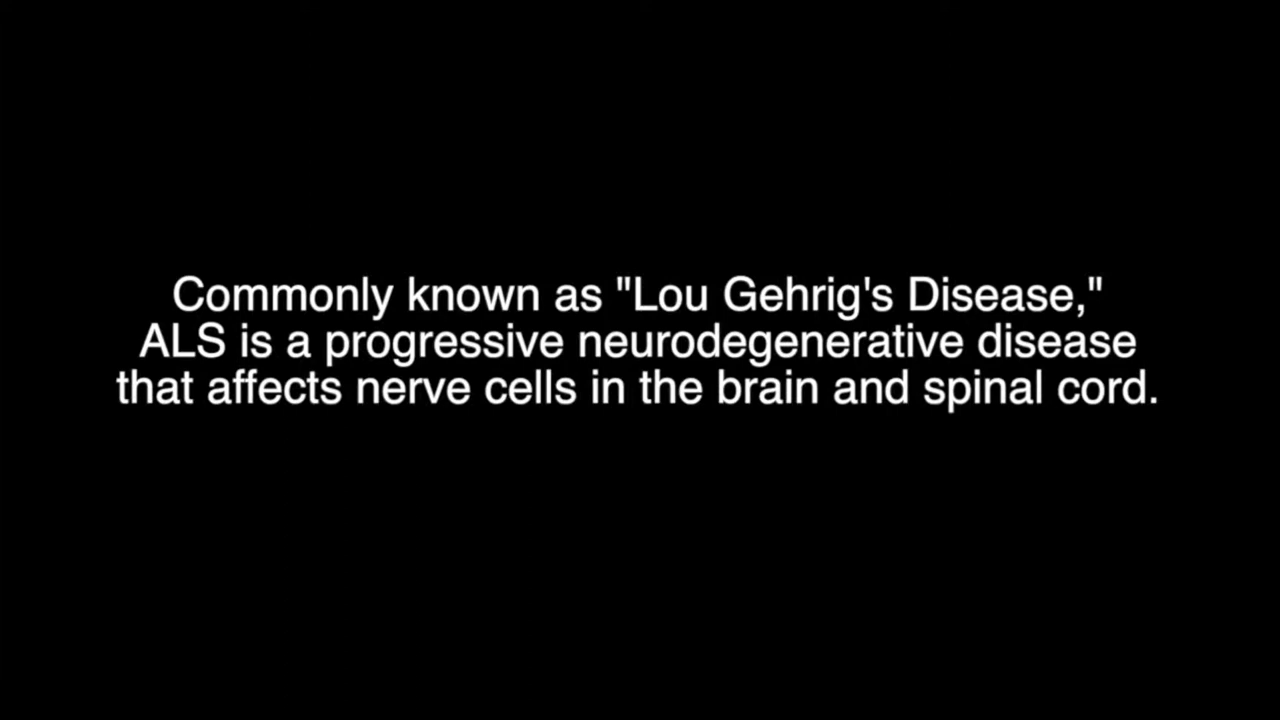 Commonly known as "Lou Gehrig's Disease,"
ALS is a progressive neurodegenerative disease
that affects nerve cells in the brain and spinal cord.